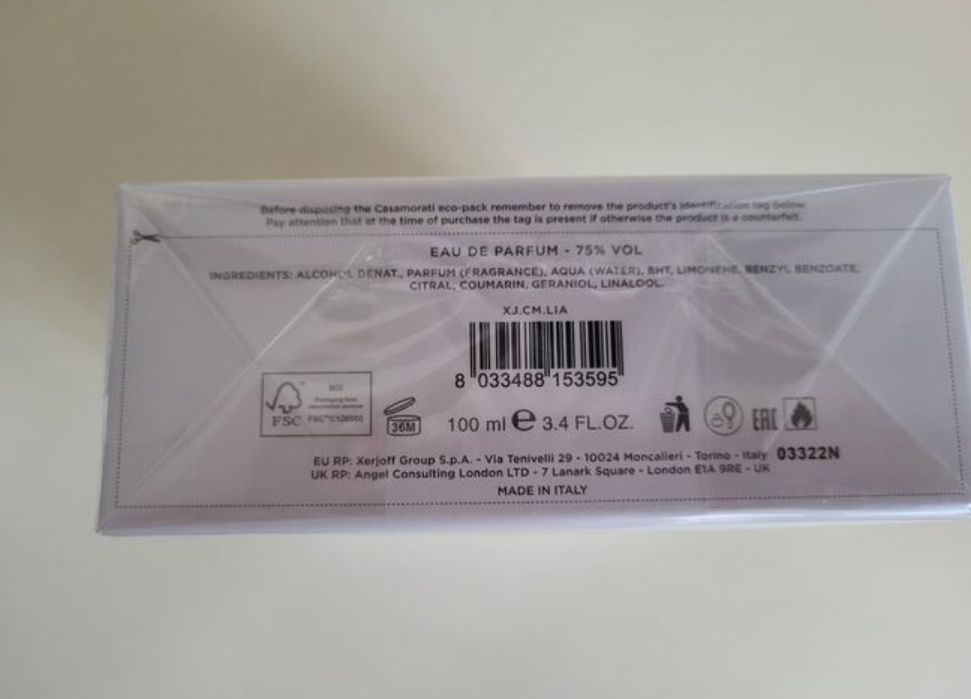 Before disposing the Casamorati eco-pack remember to remove the product's identification tag below.
Pay attention that at the time of purchase the tag is present if otherwise the product is a counterfeit.
EAU DE PARFUM - 75% VOL
INGREDIENTS: ALCOHOL DENAT., PARFUM (FRAGRANCE), AQUA (WATER), BHT, LIMONENE, BENZYL BENZOATE,
CITRAL, COUMARIN, GERANIOL, LINALOOL.
XJ.CM.LIA
8 033488 153595
MIX
Packaging from
FSC
36M
100 ml e 3.4 FL.OZ.
EAC
EU RP: Xerjoff Group S.p.A. - Via Tenivelli 29 - 10024 Moncalieri - Torino - Italy 03322N
UK RP: Angel Consulting London LTD - 7 Lanark Square - London E1A 9RE - UK
MADE IN ITALY